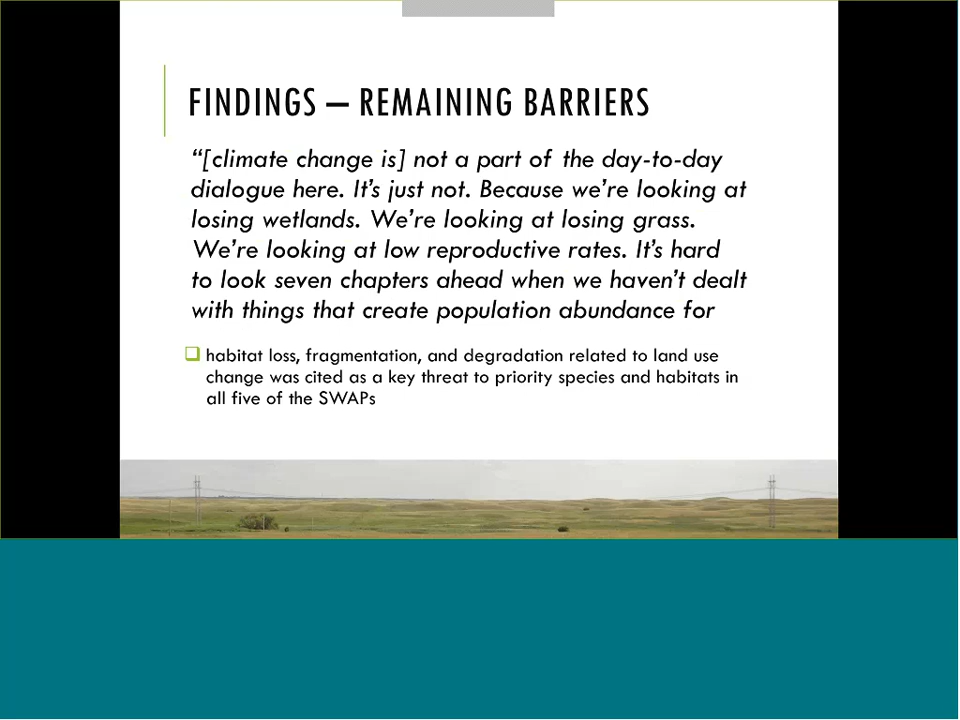 FINDINGS – REMAINING BARRIERS
“[climate change is] not a part of the day-to-day
dialogue here. It’s just not. Because we’re looking at
losing wetlands. We’re looking at losing grass.
We’re looking at low reproductive rates. It’s hard
to look seven chapters ahead when we haven’t dealt
with things that create population abundance for
habitat loss, fragmentation, and degradation related to land use
change was cited as a key threat to priority species and habitats in
all five of the SWAPs